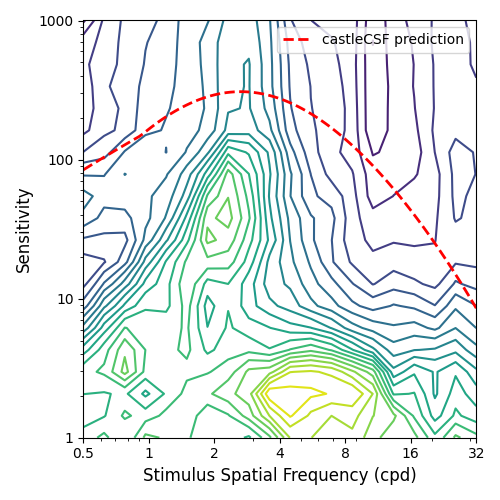 1000
castleCSF prediction
100
Sensitivity
10
1
0.5 1 2 4 8 16 32
Stimulus Spatial Frequency (cpd)